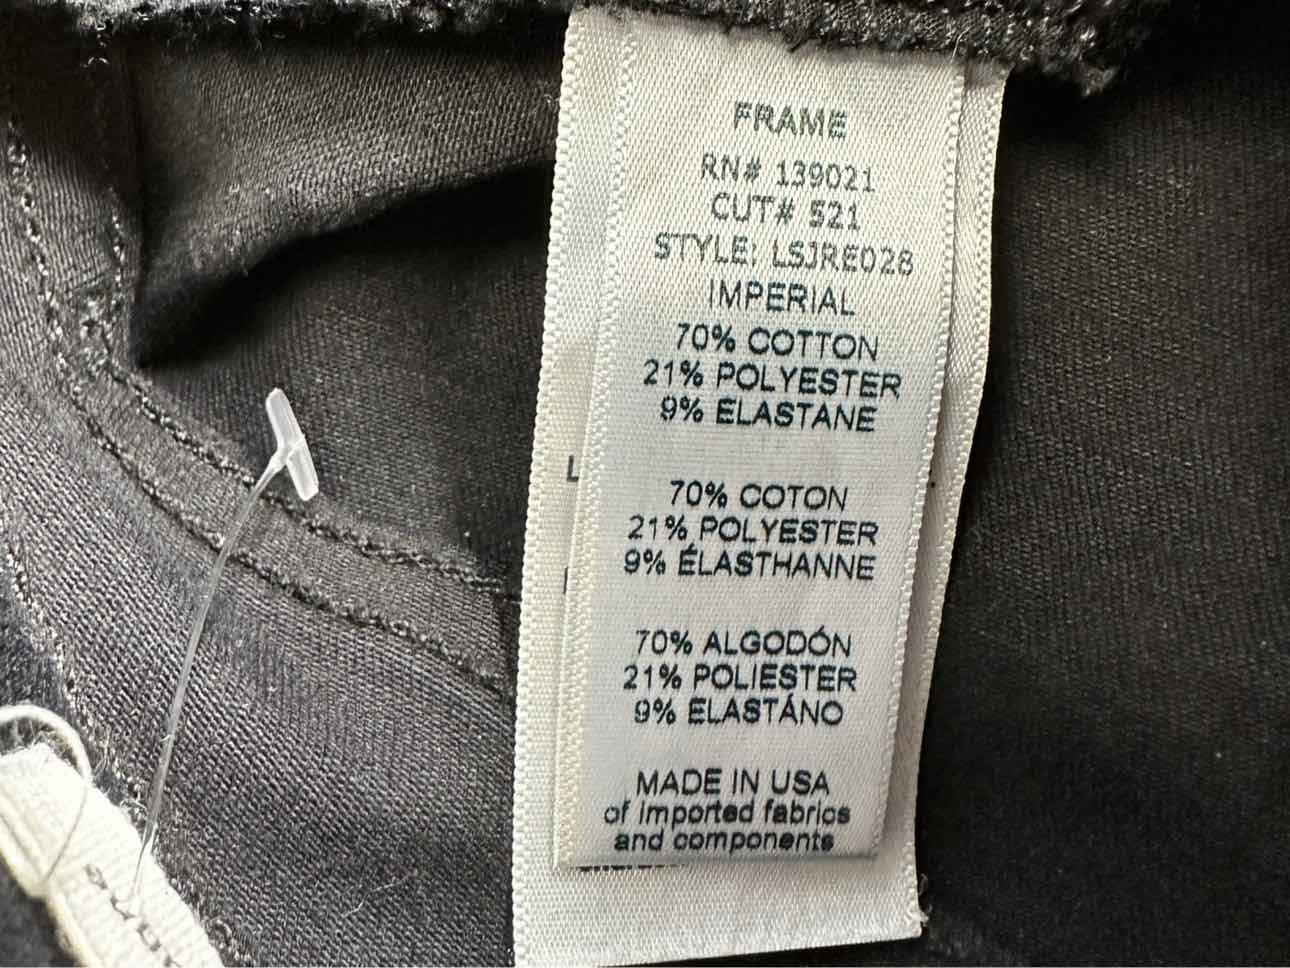 FRAME
RN# 139021
CUT# 521
STYLE: LSJRE028
IMPERIAL
70% COTTON
21% POLYESTER
9% ELASTANE
70% COTON
21% POLYESTER
9% ÉLASTHANNE
70% ALGODÓN
21% POLIESTER
9% ELASTÁNO
MADE IN USA
of imported fabrics
and components